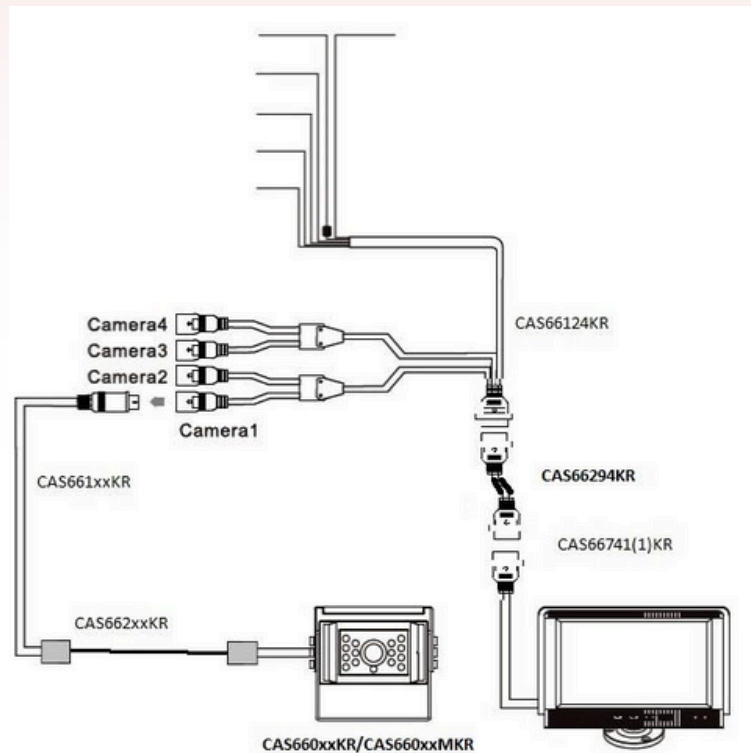 CAS66124KR
Camera4
Camera3
Camera2
Camera1
CAS661xxKR
CAS66294KR
CAS66741(1)KR
CAS662xxKR
CAS660xxKR/CAS660xxMKR